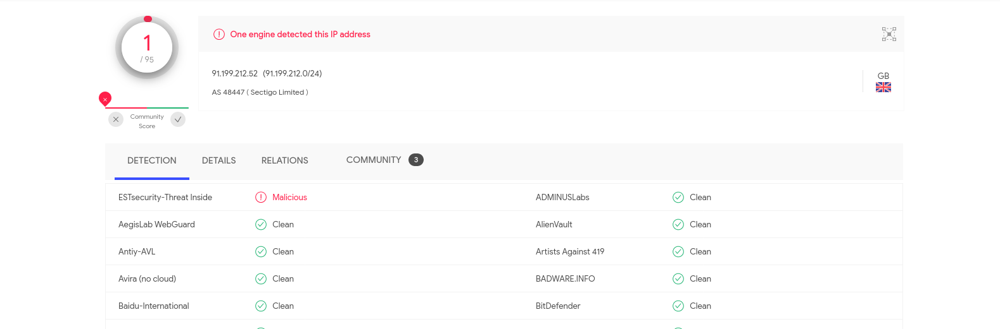 1
/ 95
Community
Score
One engine detected this IP address
91.199.212.52 (91.199.212.0/24)
AS 48447 ( Sectigo Limited )
GB
DETECTION DETAILS RELATIONS COMMUNITY 3
ESTsecurity-Threat Inside Malicious ADMINUSLabs Clean
AegisLab WebGuard Clean AlienVault Clean
Antiy-AVL Clean Artists Against 419 Clean
Avira (no cloud) Clean BADWARE.INFO Clean
Baidu-International Clean BitDefender Clean